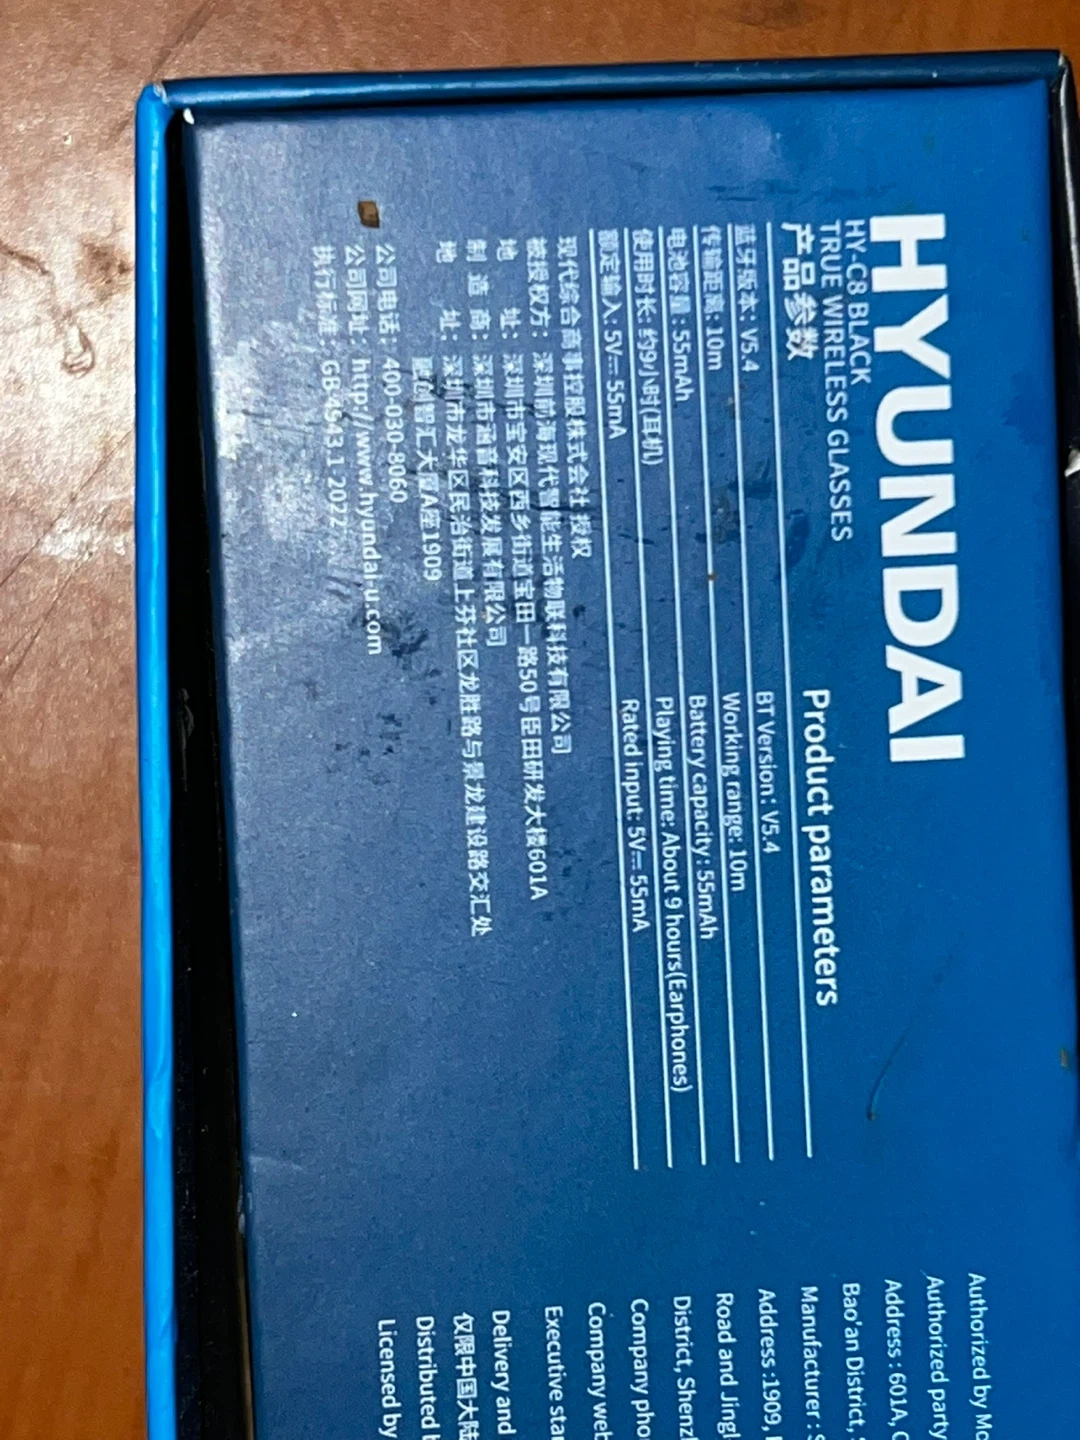 HYUNDAI
HY-C8 BLACK
TRUE WIRELESS GLASSES
产品参数
蓝牙版本: V5.4
传输距离: 10m
电池容量: 55mAh
使用时长: 约9小时(耳机)
额定输入: 5V⎓55mA
Product parameters
BT Version: V5.4
Working range: 10m
Battery capacity: 55mAh
Playing time: About 9 hours(Earphones)
Rated input: 5V⎓55mA
现代综合商事控股株式会社 授权
被授权方: 深圳前海现代智能生活物联科技有限公司
地 址: 深圳市宝安区西乡街道宝田一路50号臣田研发大楼601A
制 造 商: 深圳市涵音科技发展有限公司
地 址: 深圳市龙华区民治街道上芬社区龙胜路与景龙建设路交汇处
融创智汇大厦A座1909
公司电话: 400-030-8060
公司网址: http://www.hyundai-u.com
执行标准: GB 4943.1-2022
Authorized by
Authorized party
Address : 601A,
Bao'an District,
Manufacturer :
Address :1909,
Road and
District,
Company
Company
Executive
Delivery and
仅限中国大陆
Distributed
Licensed by